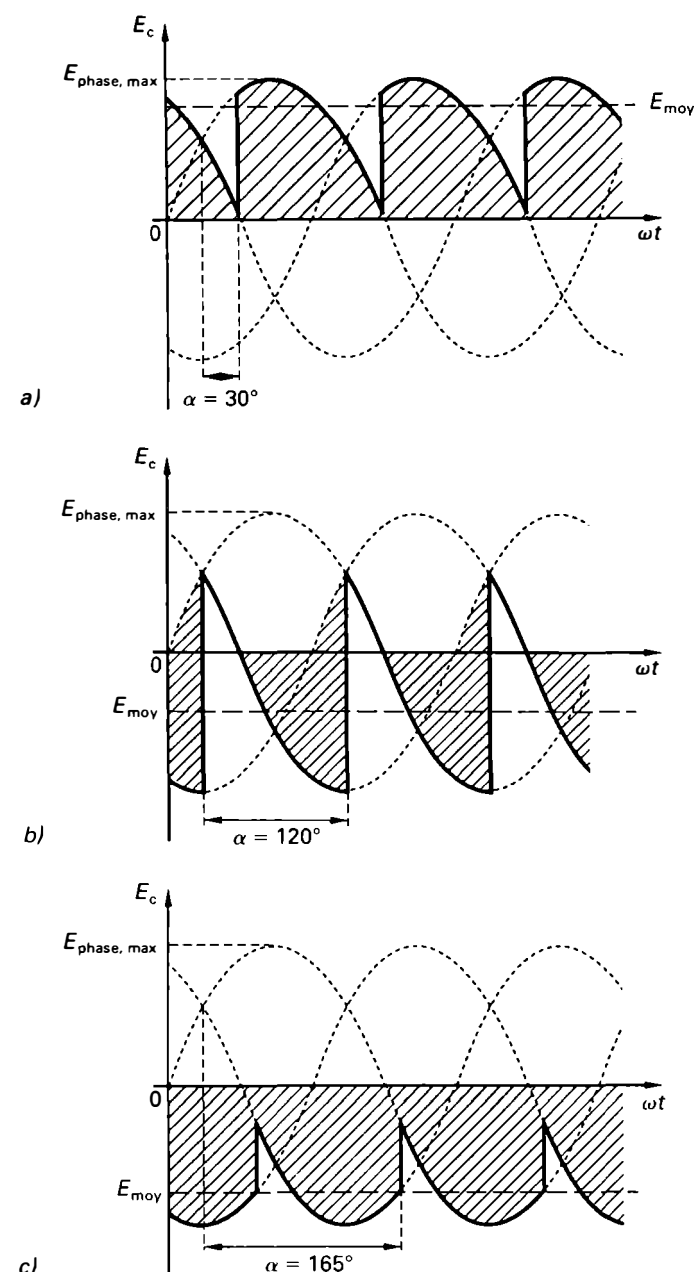 E_c
E_phase, max
E_moy
0
ωt
α = 30°
a)
E_c
E_phase, max
0
ωt
E_moy
α = 120°
b)
E_c
E_phase, max
0
ωt
E_moy
α = 165°
c)